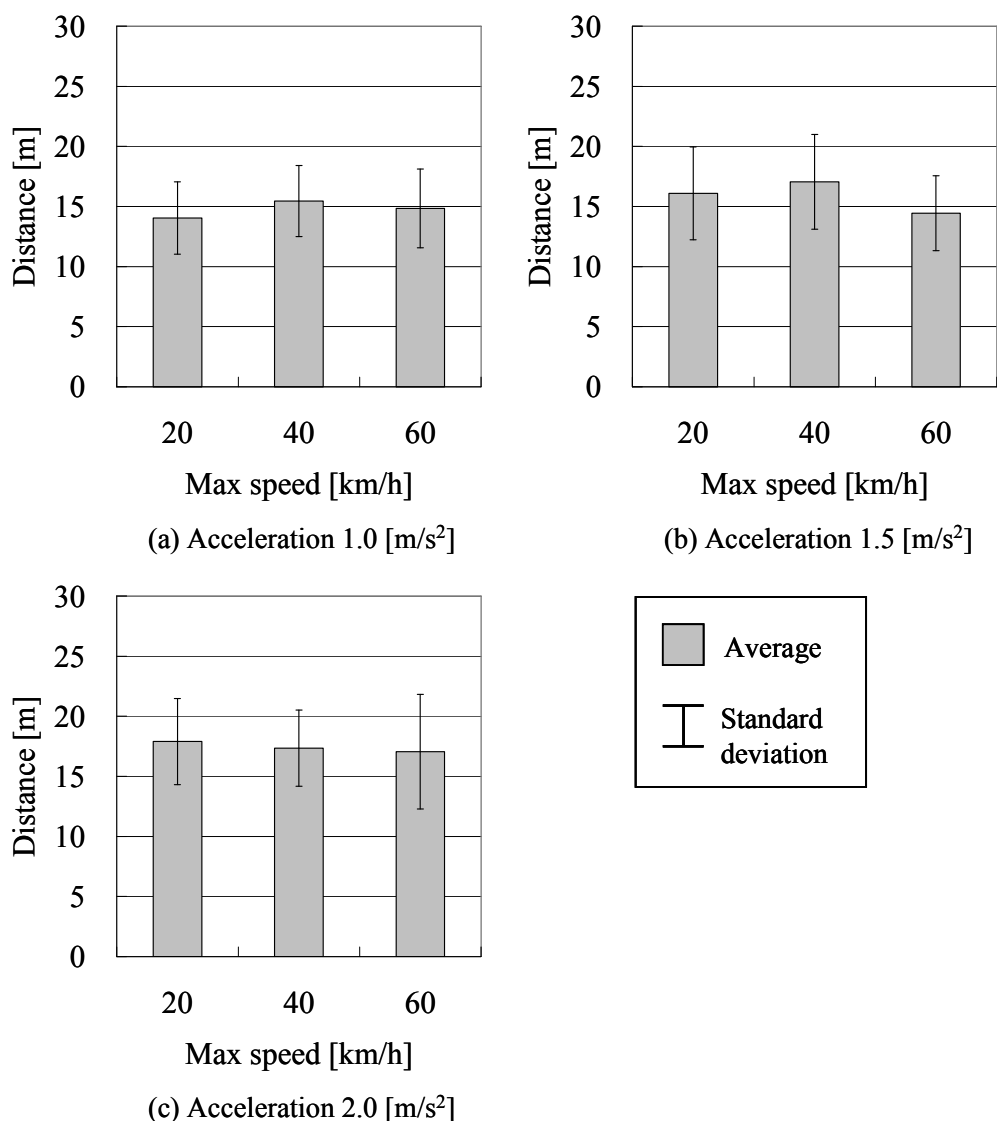 30
25
20
15
10
5
0
Distance [m]
20 40 60
Max speed [km/h]
(a) Acceleration 1.0 [m/s²]
30
25
20
15
10
5
0
Distance [m]
20 40 60
Max speed [km/h]
(b) Acceleration 1.5 [m/s²]
30
25
20
15
10
5
0
Distance [m]
20 40 60
Max speed [km/h]
(c) Acceleration 2.0 [m/s²]
Average
Standard
deviation